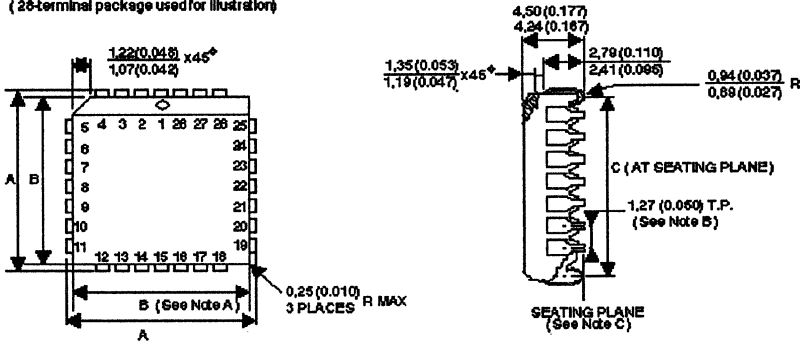 ( 28-terminal package used for illustration)
1,22(0.048)
1,07(0.042)
x45°
A
B
5 4 3 2 1 28 27 26 25
6
7
8
9
10
11
24
23
22
21
20
19
12 13 14 15 16 17 18
B (See Note A)
A
0,25(0.010) R MAX
3 PLACES
4,50(0.177)
4,24(0.167)
2,79(0.110)
2,41(0.095)
1,35(0.053)
1,19(0.047)
x45°
0,94(0.037)
0,69(0.027)
R
C ( AT SEATING PLANE)
1,27 (0.050) T.P.
(See Note B)
SEATING PLANE
(See Note C)